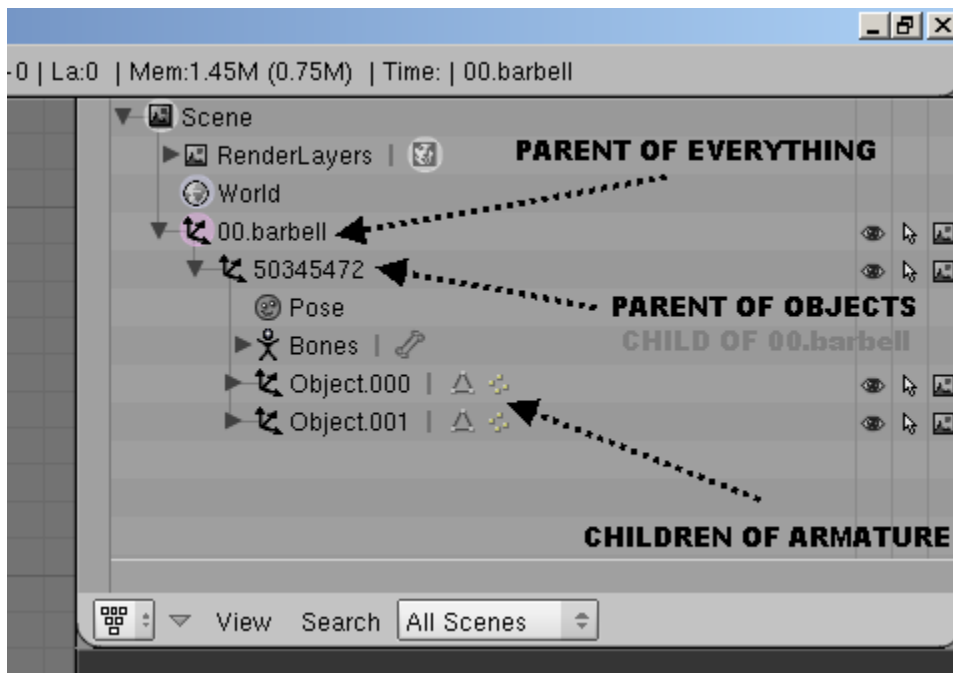 0 | La:0 | Mem:1.45M (0.75M) | Time: | 00.barbell
Scene
RenderLayers |
PARENT OF EVERYTHING
World
00.barbell
50345472
Pose
PARENT OF OBJECTS
Bones |
CHILD OF 00.barbell
Object.000 |
Object.001 |
CHILDREN OF ARMATURE
View Search All Scenes